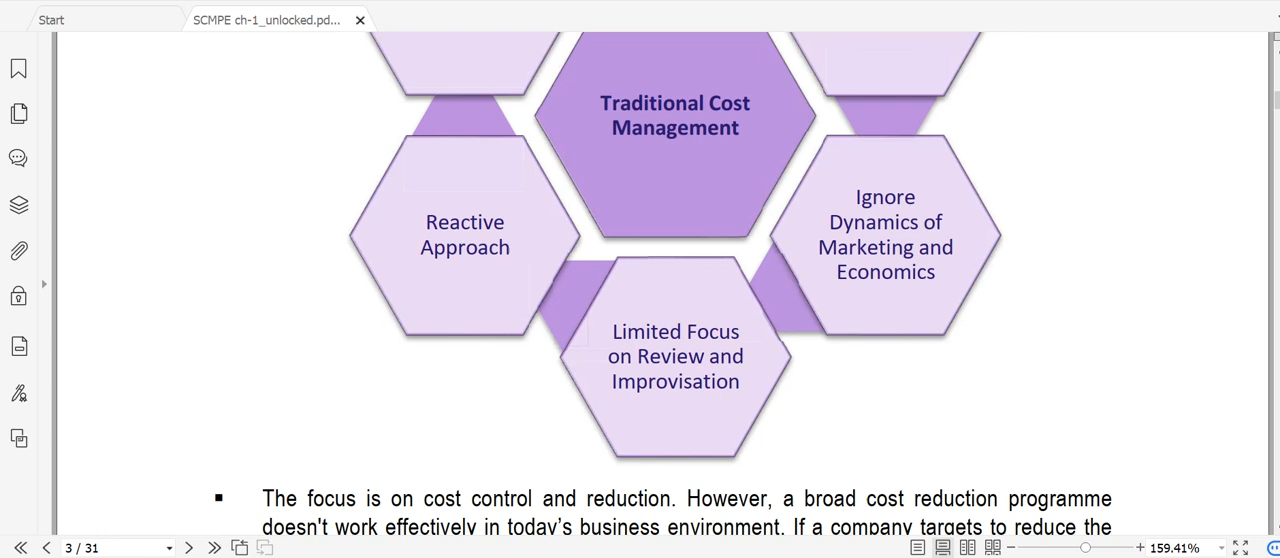 Start
SCMPE ch-1_unlocked.pd...
Traditional Cost
Management
Reactive
Approach
Ignore
Dynamics of
Marketing and
Economics
Limited Focus
on Review and
Improvisation
▪ The focus is on cost control and reduction. However, a broad cost reduction programme
doesn't work effectively in today's business environment. If a company targets to reduce the
3 / 31
159.41%